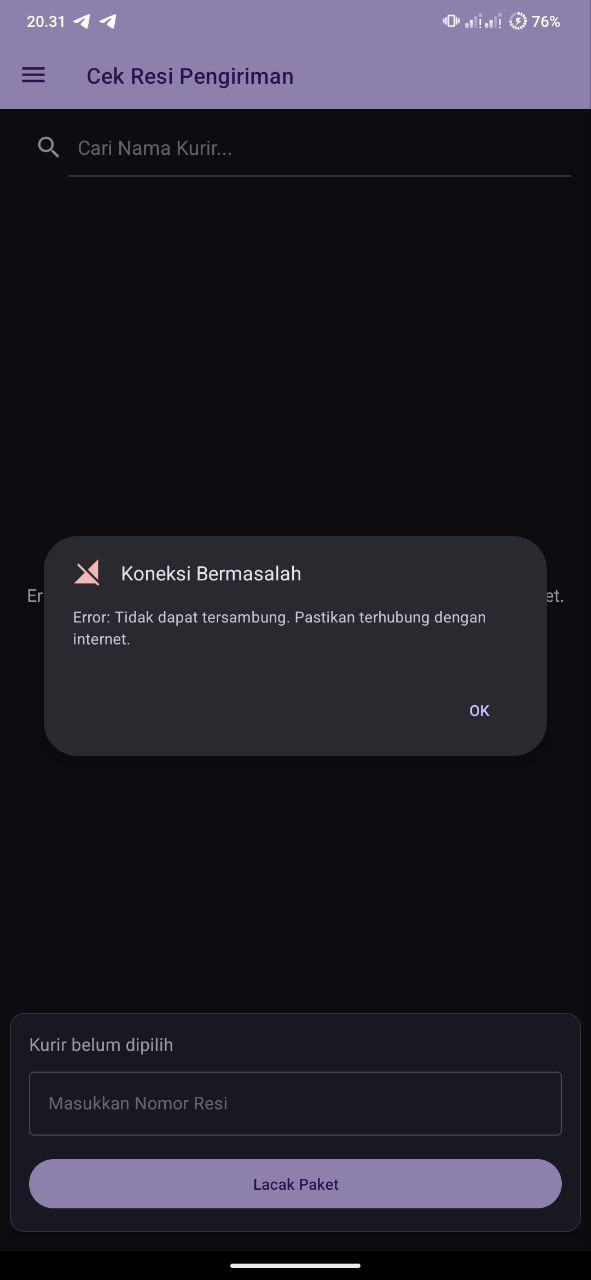 20.31
76%
Cek Resi Pengiriman
Cari Nama Kurir...
Koneksi Bermasalah
Er
et.
Error: Tidak dapat tersambung. Pastikan terhubung dengan
internet.
OK
Kurir belum dipilih
Masukkan Nomor Resi
Lacak Paket